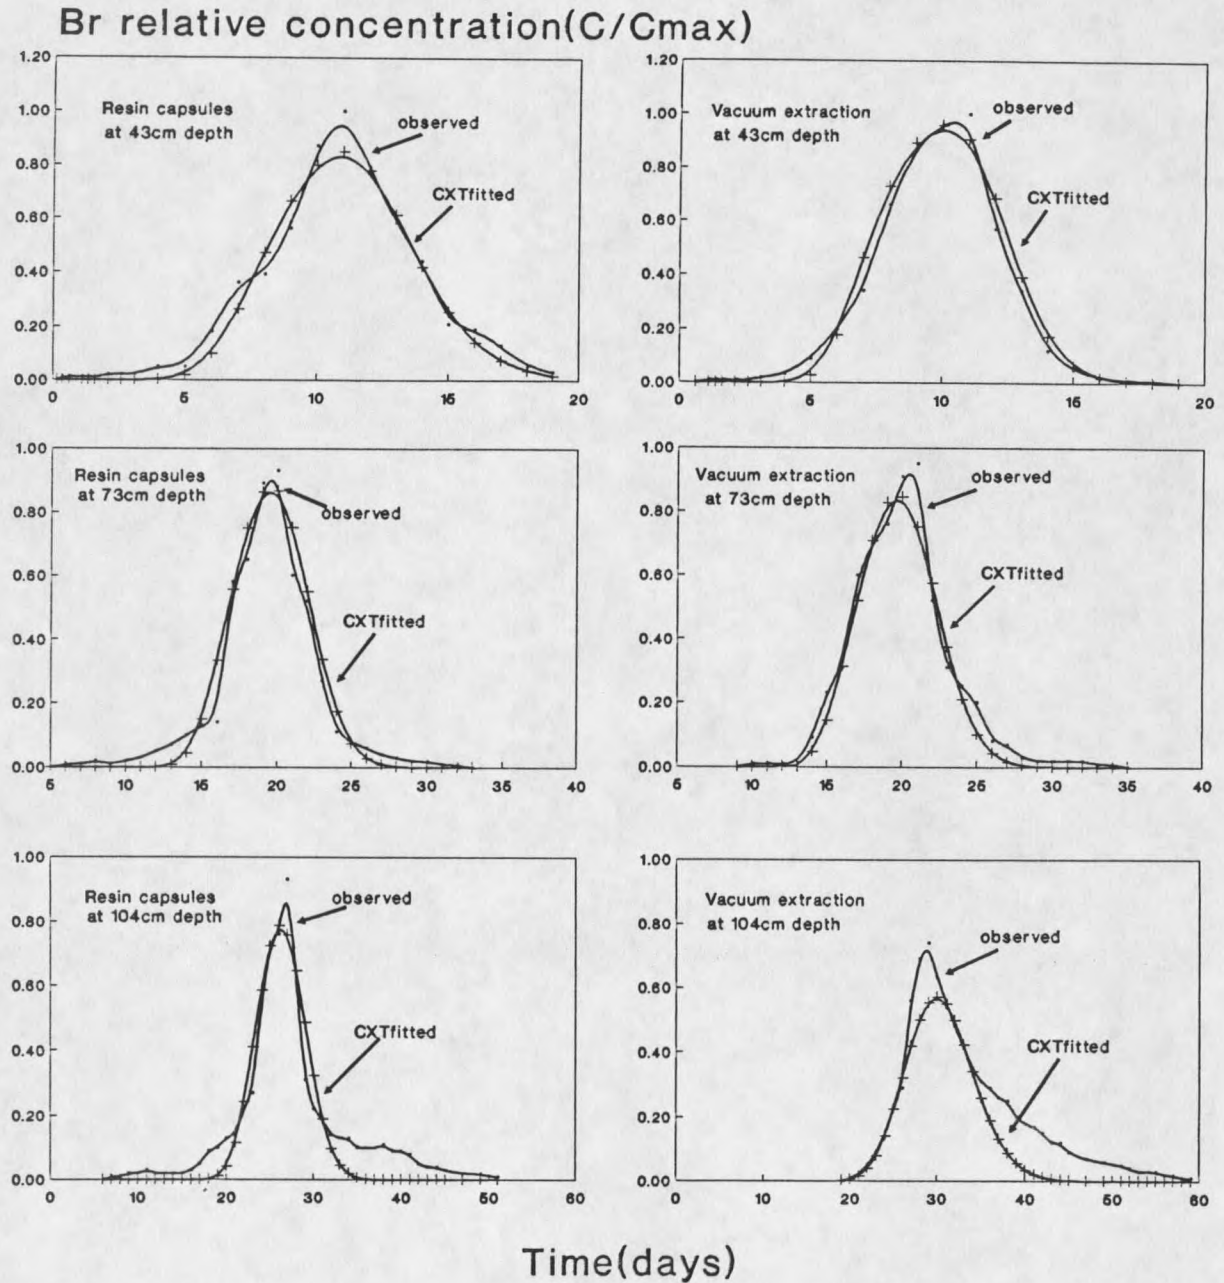 Br relative concentration(C/Cmax)
1.20
1.00
0.80
0.60
0.40
0.20
0.00
Resin capsules
at 43cm depth
observed
CXTfitted
0 5 10 15 20
1.20
1.00
0.80
0.60
0.40
0.20
0.00
Vacuum extraction
at 43cm depth
observed
CXTfitted
0 5 10 15 20
1.00
0.80
0.60
0.40
0.20
0.00
Resin capsules
at 73cm depth
observed
CXTfitted
5 10 15 20 25 30 35 40
1.00
0.80
0.60
0.40
0.20
0.00
Vacuum extraction
at 73cm depth
observed
CXTfitted
5 10 15 20 25 30 35 40
1.00
0.80
0.60
0.40
0.20
0.00
Resin capsules
at 104cm depth
observed
CXTfitted
0 10 20 30 40 50 60
1.00
0.80
0.60
0.40
0.20
0.00
Vacuum extraction
at 104cm depth
observed
CXTfitted
0 10 20 30 40 50 60
Time(days)